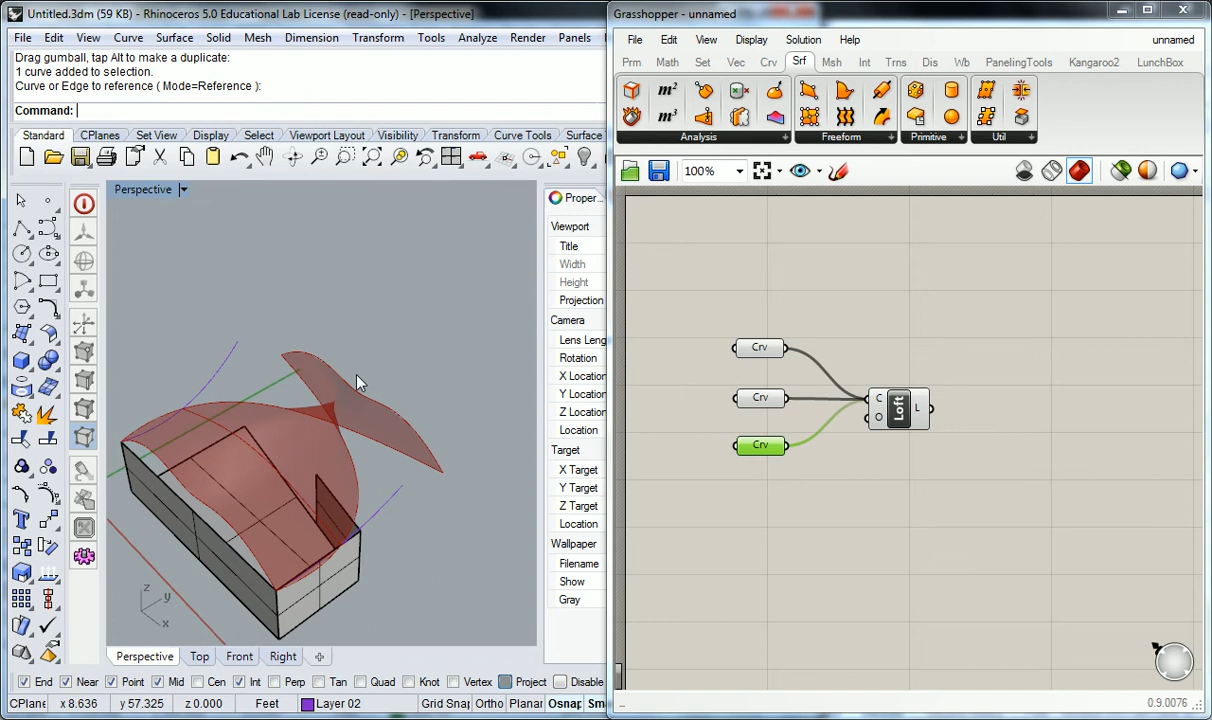 Untitled.3dm (59 KB) - Rhinoceros 5.0 Educational Lab License (read-only) - [Perspective]
File Edit View Curve Surface Solid Mesh Dimension Transform Tools Analyze Render Panels
Drag gumball, tap Alt to make a duplicate:
1 curve added to selection.
Curve or Edge to reference ( Mode=Reference ):
Command:
Standard CPlanes Set View Display Select Viewport Layout Visibility Transform Curve Tools Surface
Perspective
Proper...
Viewport
Title
Width
Height
Projection
Camera
Lens Leng
Rotation
X Location
Y Location
Z Location
Location
Target
X Target
Y Target
Z Target
Location
Wallpaper
Filename
Show
Gray
z
y
x
Perspective Top Front Right
End Near Point Mid Cen Int Perp Tan Quad Knot Vertex Project Disable
CPlane x 8.636 y 57.325 z 0.000 Feet Layer 02 Grid Snap Ortho Planar Osnap Sm
Grasshopper - unnamed
File Edit View Display Solution Help unnamed
Prm Math Set Vec Crv Srf Msh Int Trns Dis Wb PanelingTools Kangaroo2 LunchBox
m² m²
Analysis Freeform Primitive Util
100%
Crv
Crv
Crv
C
O
Loft
L
...
0.9.0076